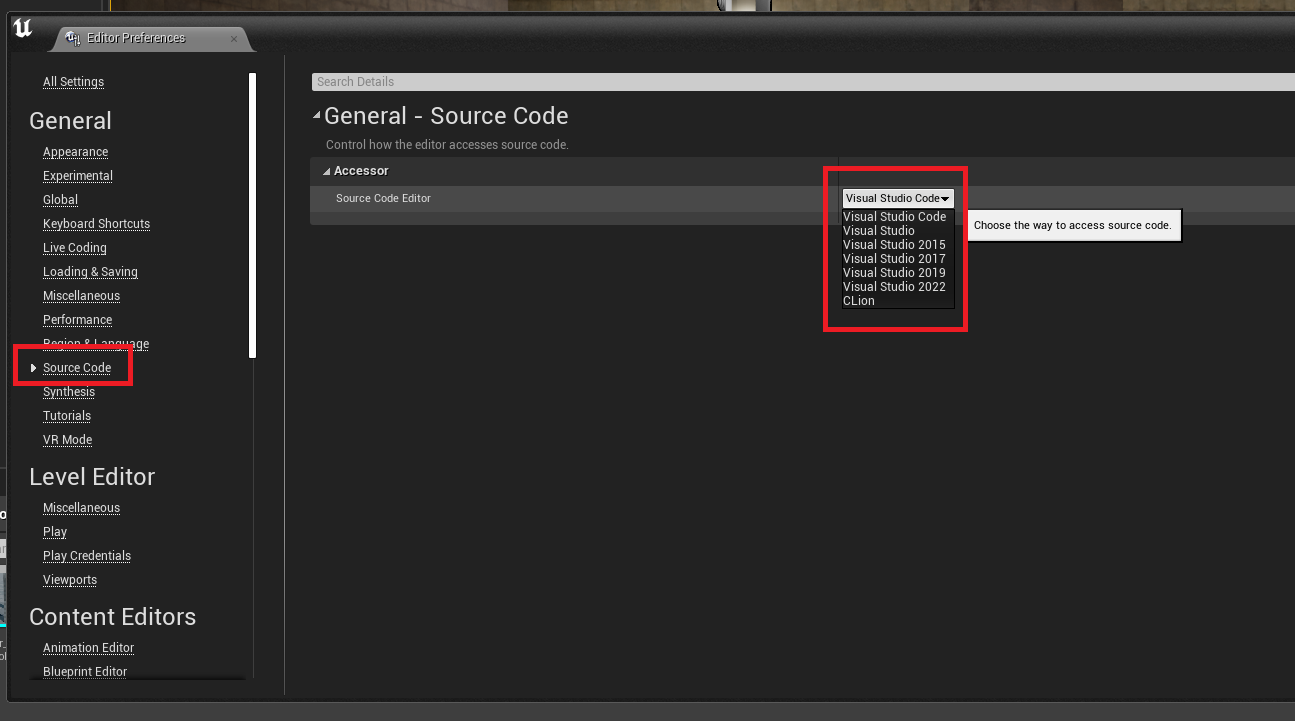 Editor Preferences
All Settings
General
Appearance
Experimental
Global
Keyboard Shortcuts
Live Coding
Loading & Saving
Miscellaneous
Performance
Region & Language
Source Code
Synthesis
Tutorials
VR Mode
Level Editor
Miscellaneous
Play
Play Credentials
Viewports
Content Editors
Animation Editor
Blueprint Editor
Search Details
General - Source Code
Control how the editor accesses source code.
Accessor
Source Code Editor
Visual Studio Code
Visual Studio Code
Visual Studio
Visual Studio 2015
Visual Studio 2017
Visual Studio 2019
Visual Studio 2022
CLion
Choose the way to access source code.